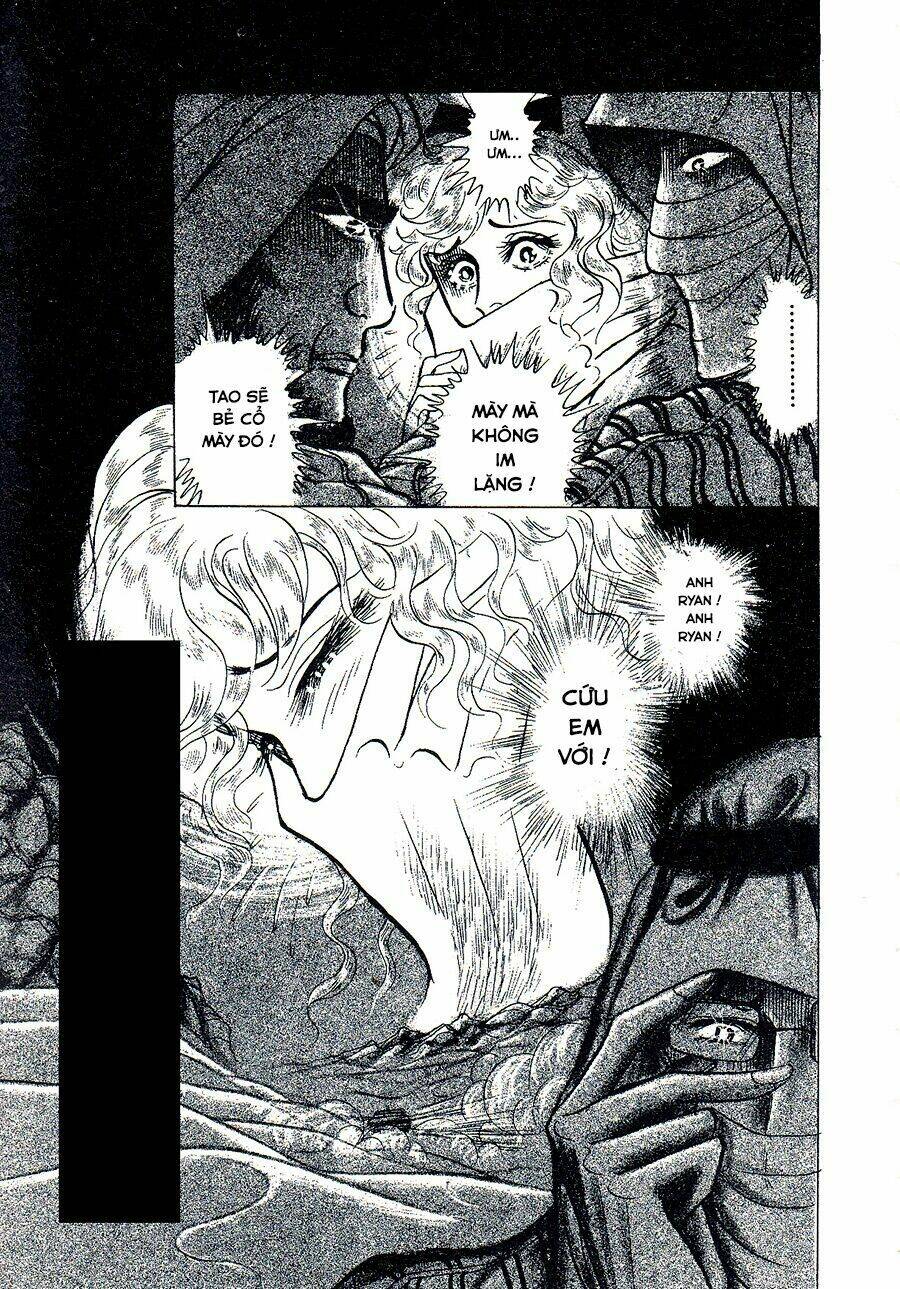 ƯM..
ƯM...
..........
MÀY MÀ
KHÔNG
IM
LẶNG !
TAO SẼ
BẺ CỔ
MÀY ĐÓ !
ANH
RYAN !
ANH
RYAN !
CỨU
EM
VỚI !